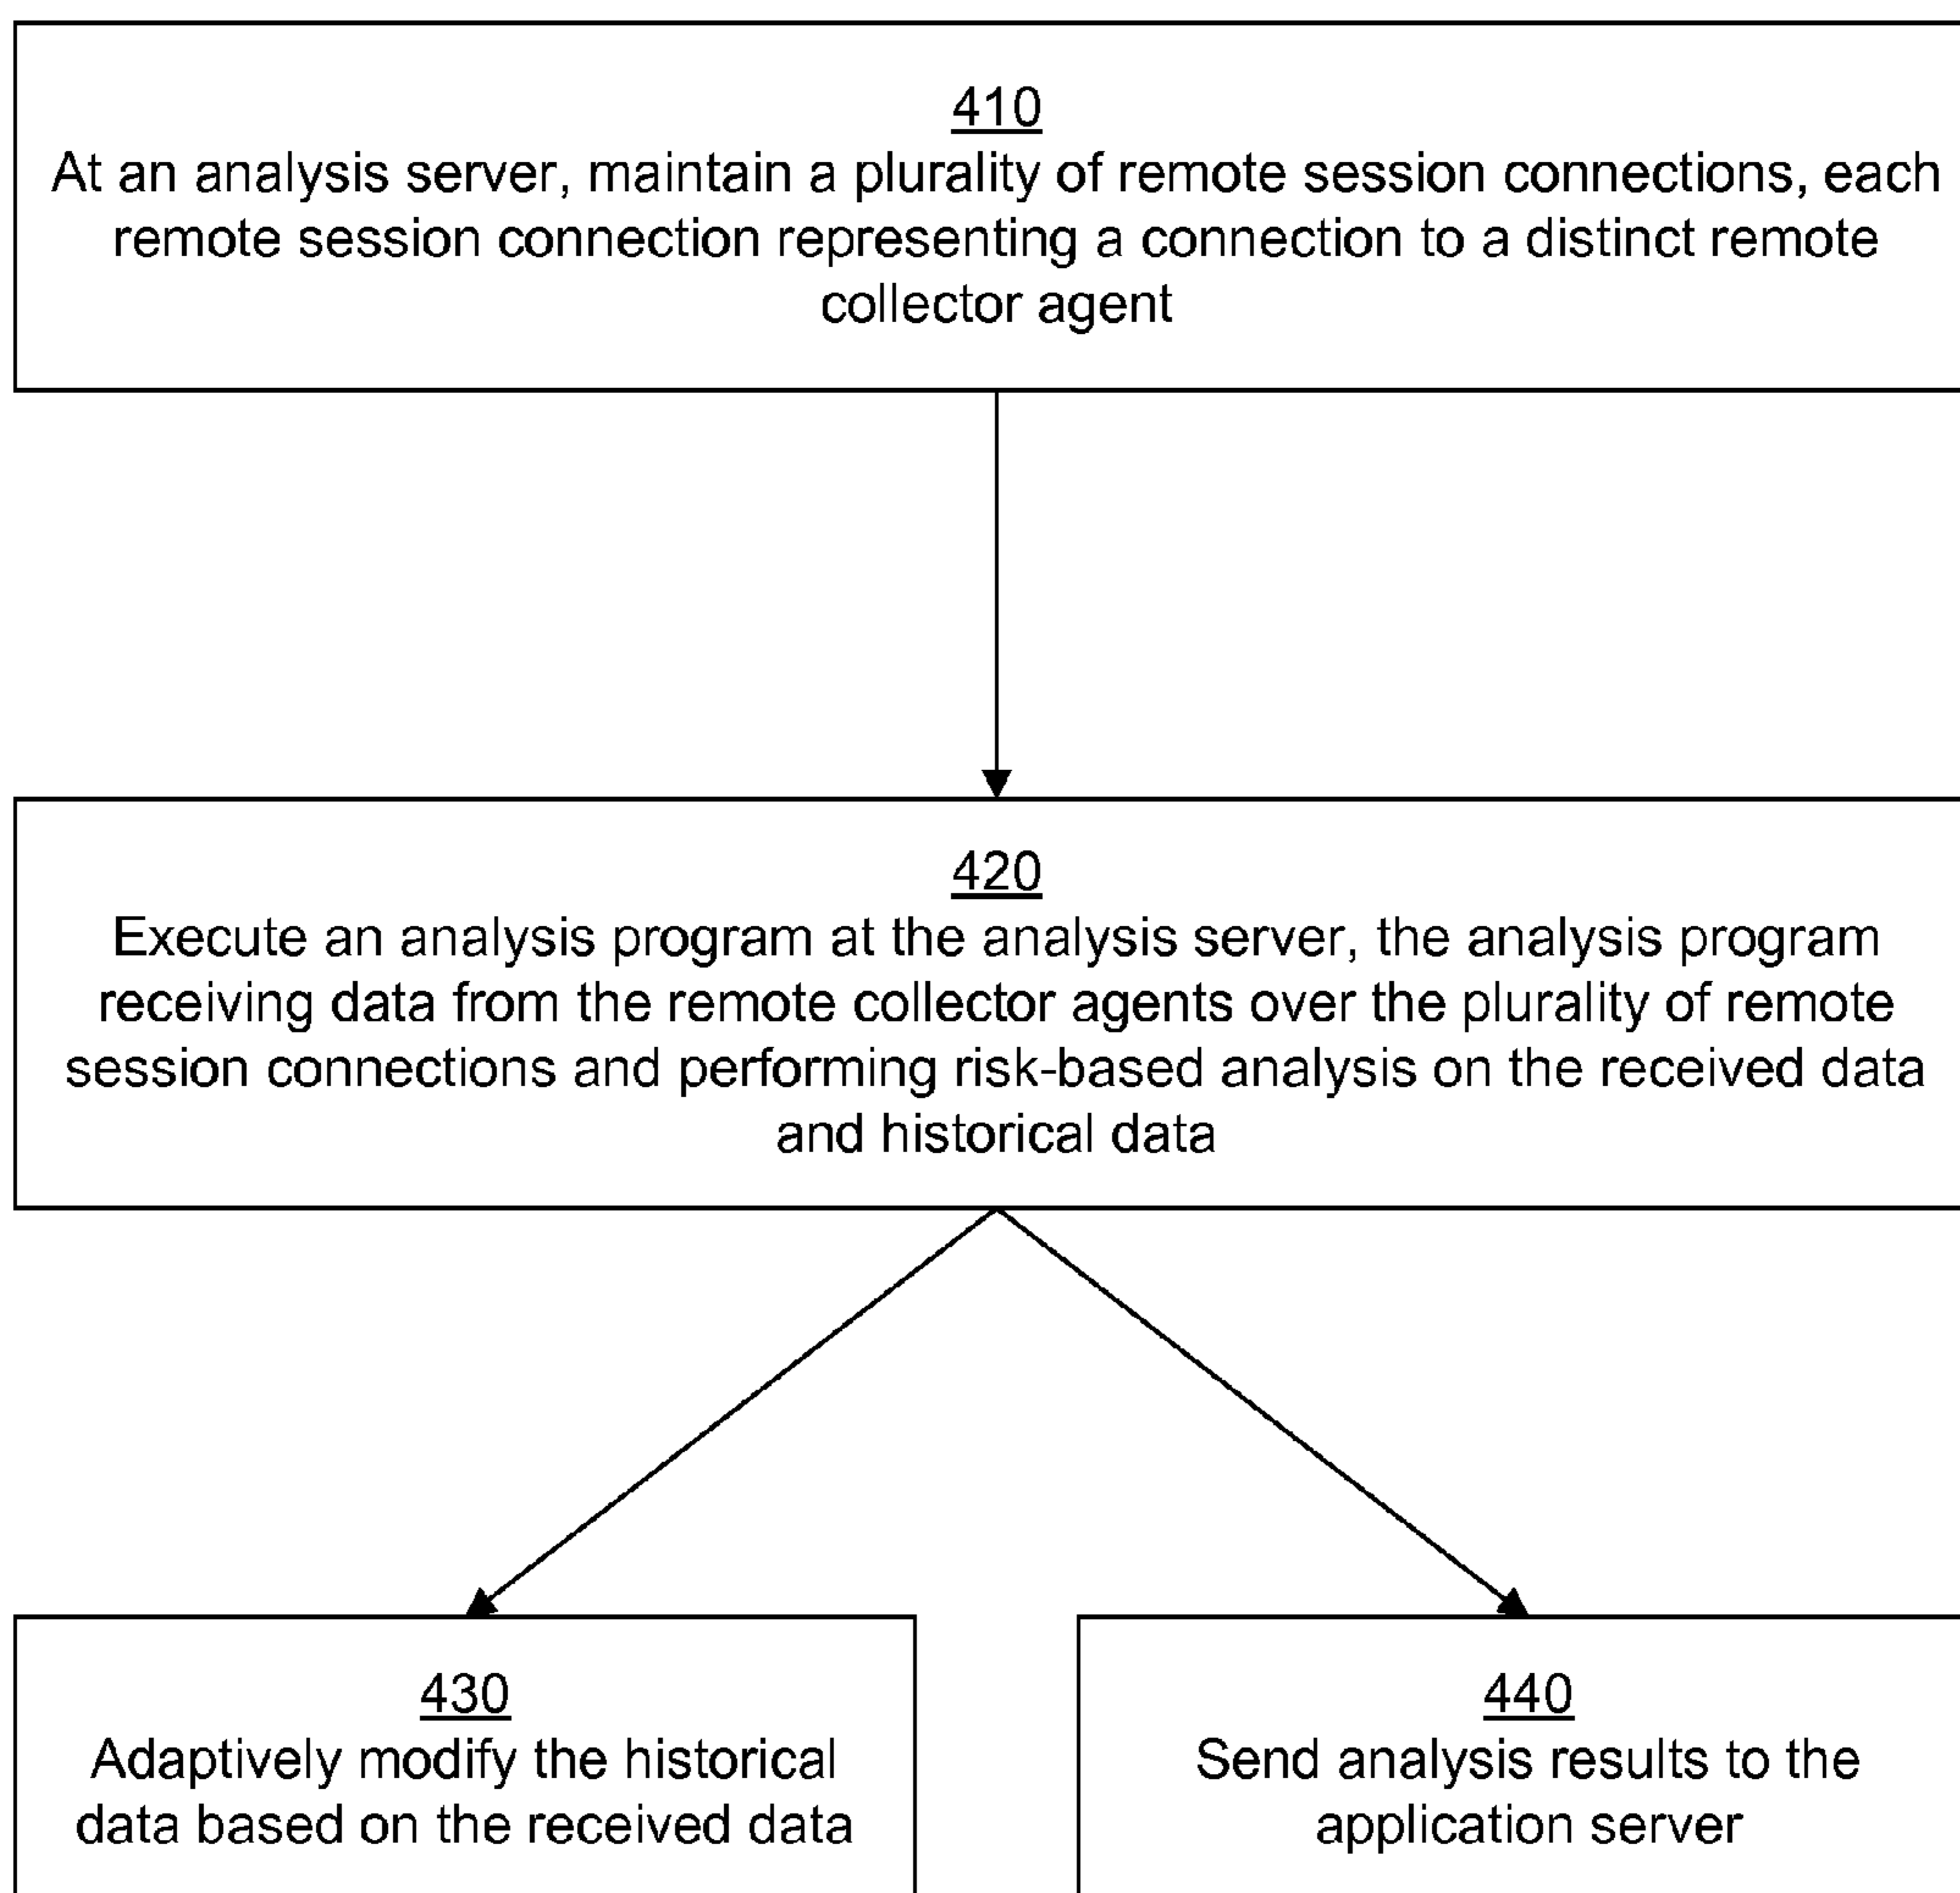 410
At an analysis server, maintain a plurality of remote session connections, each
remote session connection representing a connection to a distinct remote
collector agent
420
Execute an analysis program at the analysis server, the analysis program
receiving data from the remote collector agents over the plurality of remote
session connections and performing risk-based analysis on the received data
and historical data
430
Adaptively modify the historical
data based on the received data
440
Send analysis results to the
application server